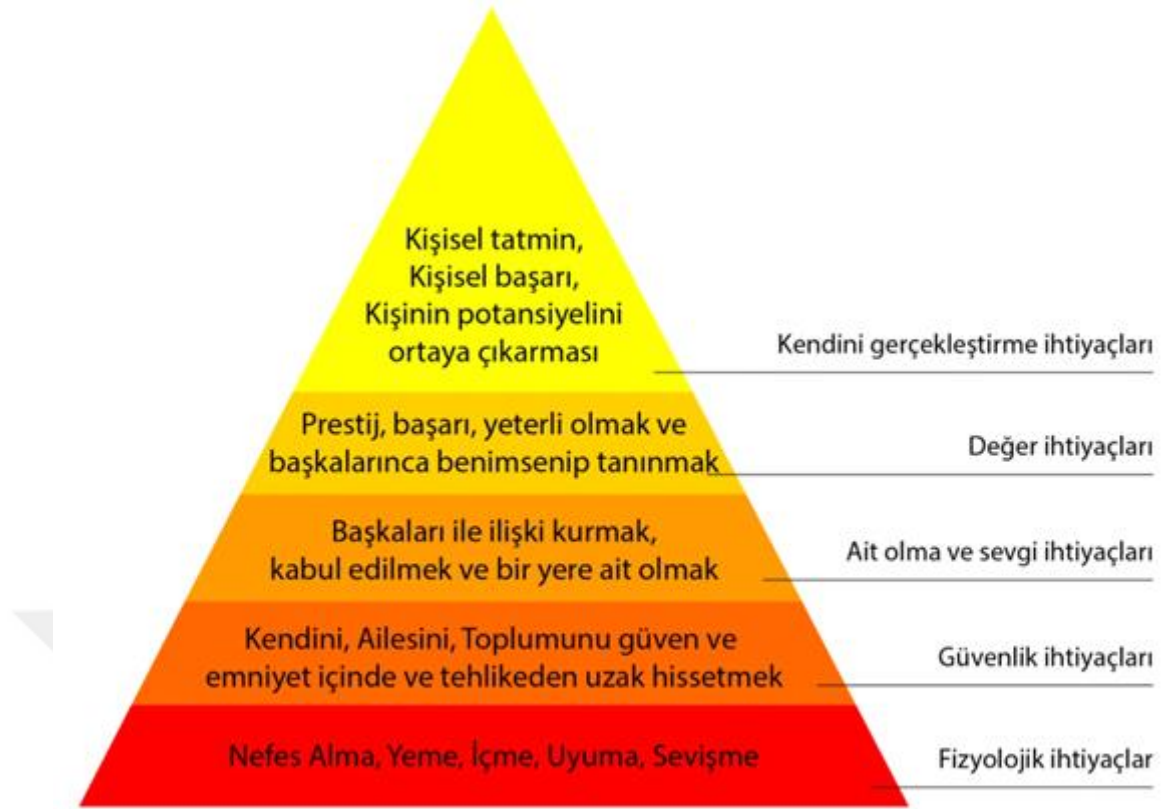 Kişisel tatmin,
Kişisel başarı,
Kişinin potansiyelini
ortaya çıkarması
Kendini gerçekleştirme ihtiyaçları
Prestij, başarı, yeterli olmak ve
başkalarınca benimsenip tanınmak
Değer ihtiyaçları
Başkaları ile ilişki kurmak,
kabul edilmek ve bir yere ait olmak
Ait olma ve sevgi ihtiyaçları
Kendini, Ailesini, Toplumunu güven ve
emniyet içinde ve tehlikeden uzak hissetmek
Güvenlik ihtiyaçları
Nefes Alma, Yeme, İçme, Uyuma, Sevişme
Fizyolojik ihtiyaçlar